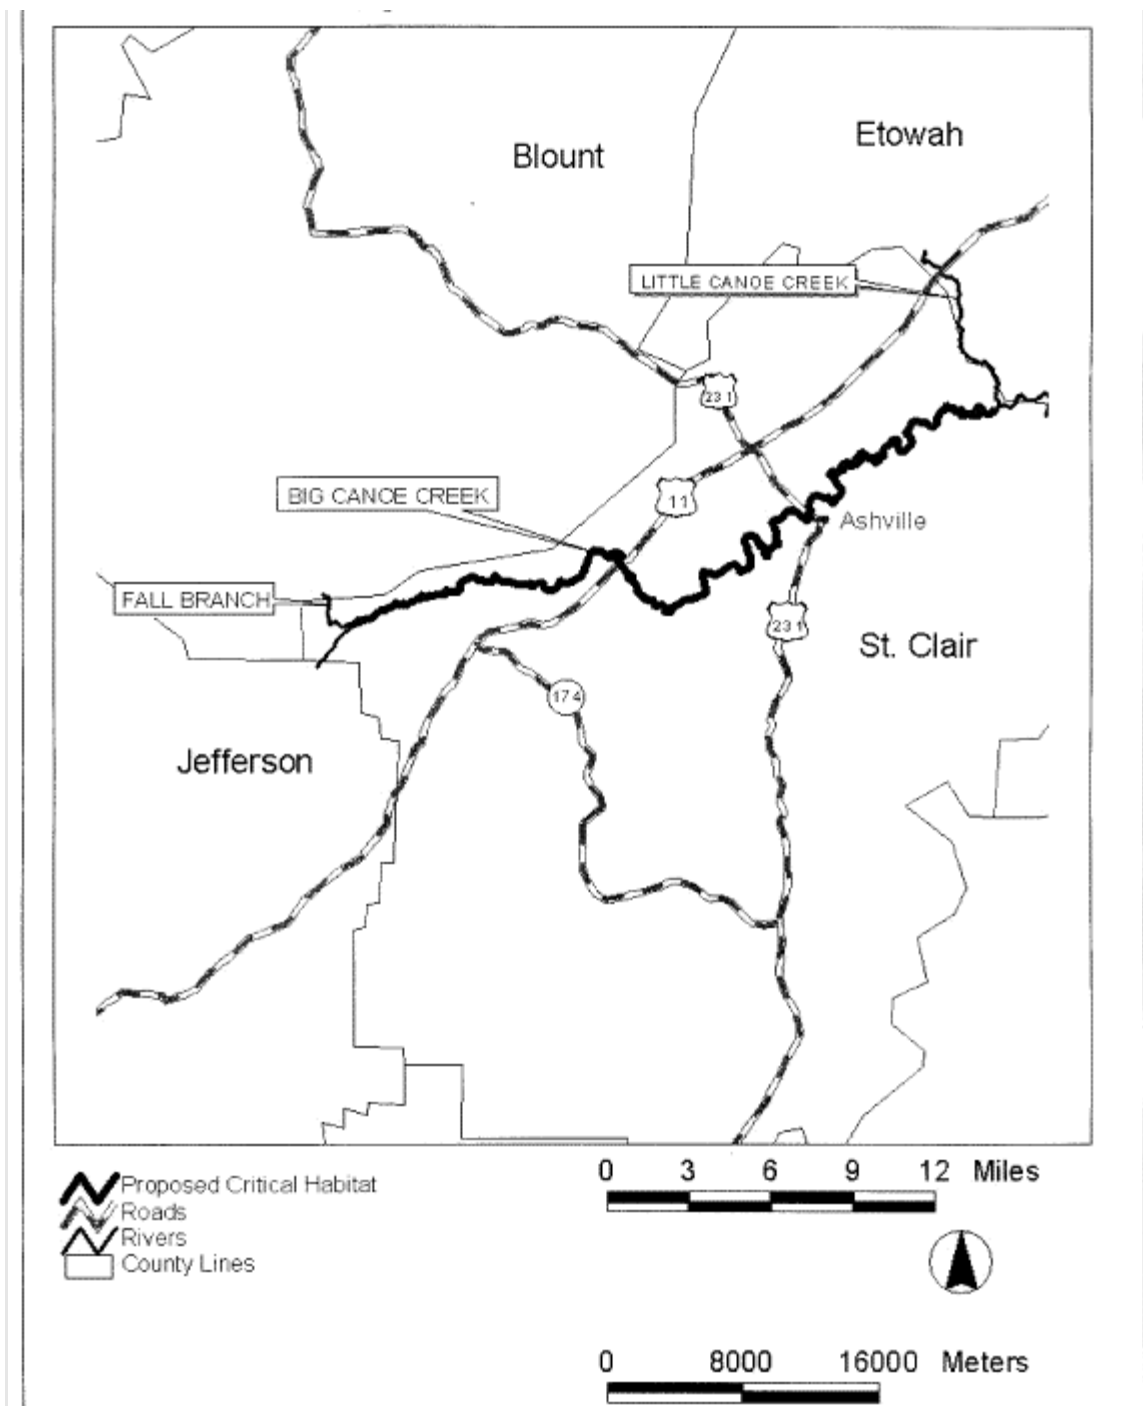 Etowah
Blount
LITTLE CANOE CREEK
231
11
BIG CANOE CREEK
Ashville
FALL BRANCH
231
St. Clair
174
Jefferson
Proposed Critical Habitat
Roads
Rivers
County Lines
0 3 6 9 12 Miles
0 8000 16000 Meters